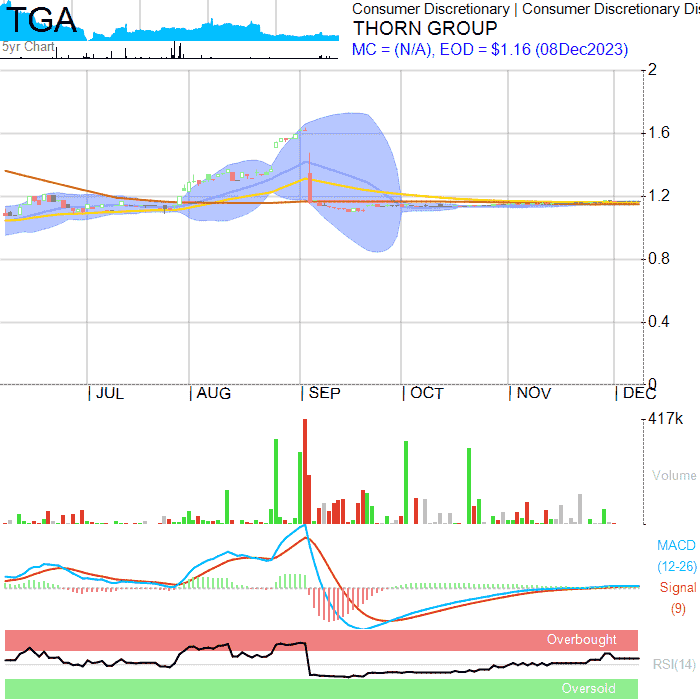 TGA
5yr Chart
Consumer Discretionary | Consumer Discretionary Dis
THORN GROUP
MC = (N/A), EOD = $1.16 (08Dec2023)
2
1.6
1.2
0.8
0.4
0
JUL AUG SEP OCT NOV DEC
417k
Volume
MACD
(12-26)
Signal
(9)
Overbought
RSI(14)
Oversold